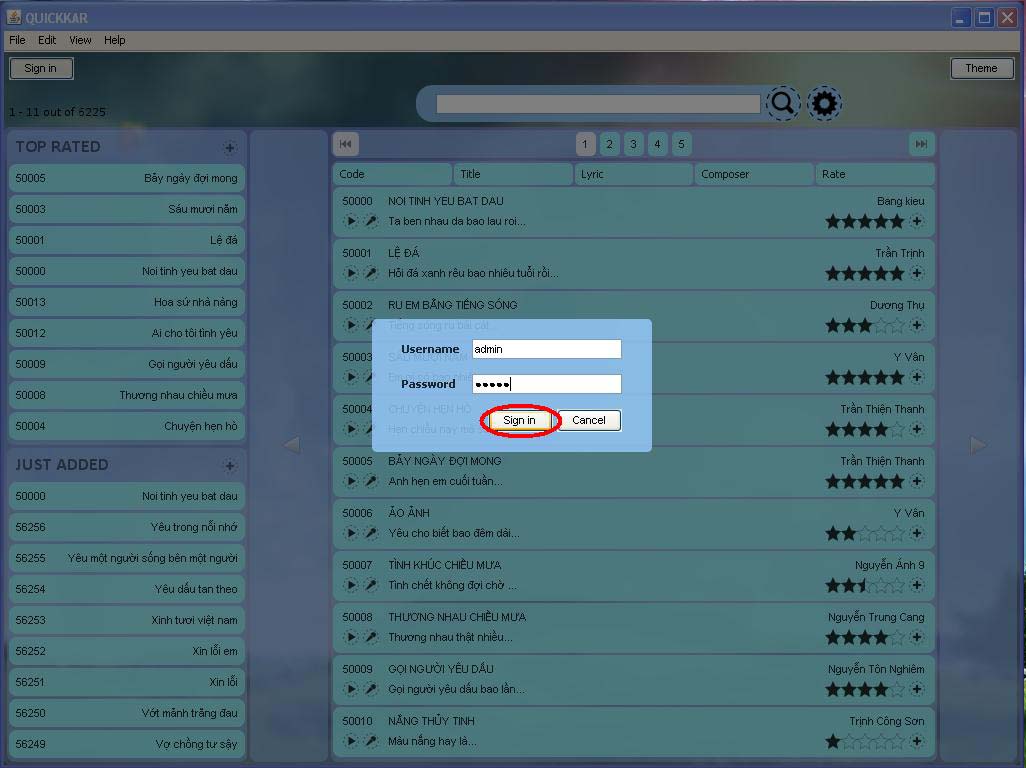 QUICKKAR
File Edit View Help
Sign in
Theme
1 - 11 out of 5225
TOP RATED
50005 Bảy ngày đợi mong
50003 Sáu mươi năm
50001 Lệ đá
50000 Noi tinh yeu bat dau
50013 Hoa sứ nhà nàng
50012 Ai cho tôi tình yêu
50009 Gọi người yêu dấu
50008 Thương nhau chiều mưa
50004 Chuyện hẹn hò
JUST ADDED
50000 Noi tinh yeu bat dau
56256 Yêu trong nỗi nhớ
56255 Yêu một người sống bên một người
56254 Yêu dấu tan theo
56253 Xinh tươi việt nam
56252 Xin lỗi em
56251 Xin lỗi
56250 Vớt mảnh trăng đau
56249 Vợ chồng tư sậy
1 2 3 4 5
Code Title Lyric Composer Rate
50000 NOI TINH YEU BAT DAU Bang kieu
Ta ben nhau da bao lau roi...
50001 LỆ ĐÁ Trần Trịnh
Hỏi đá xanh rêu bao nhiêu tuổi rồi...
50002 RU EM BẰNG TIẾNG SÓNG Dương Thụ
Tiếng sóng ru bãi cát...
50003 SÁU MƯƠI NĂM Y Vân
50004 CHUYỆN HẸN HÒ Trần Thiện Thanh
Username admin
Password •••••
Sign in Cancel
50005 BẢY NGÀY ĐỢI MONG Trần Thiện Thanh
Anh hẹn em cuối tuần...
50006 ẢO ẢNH Y Vân
Yêu cho biết bao đêm dài...
50007 TÌNH KHÚC CHIỀU MƯA Nguyễn Ánh 9
Tình chết không đợi chờ ...
50008 THƯƠNG NHAU CHIỀU MƯA Nguyễn Trung Cang
Thương nhau thật nhiều...
50009 GỌI NGƯỜI YÊU DẤU Nguyễn Tôn Nghiêm
Gọi người yêu dấu bao lần...
50010 NẮNG THỦY TINH Trịnh Công Sơn
Màu nắng hay là...